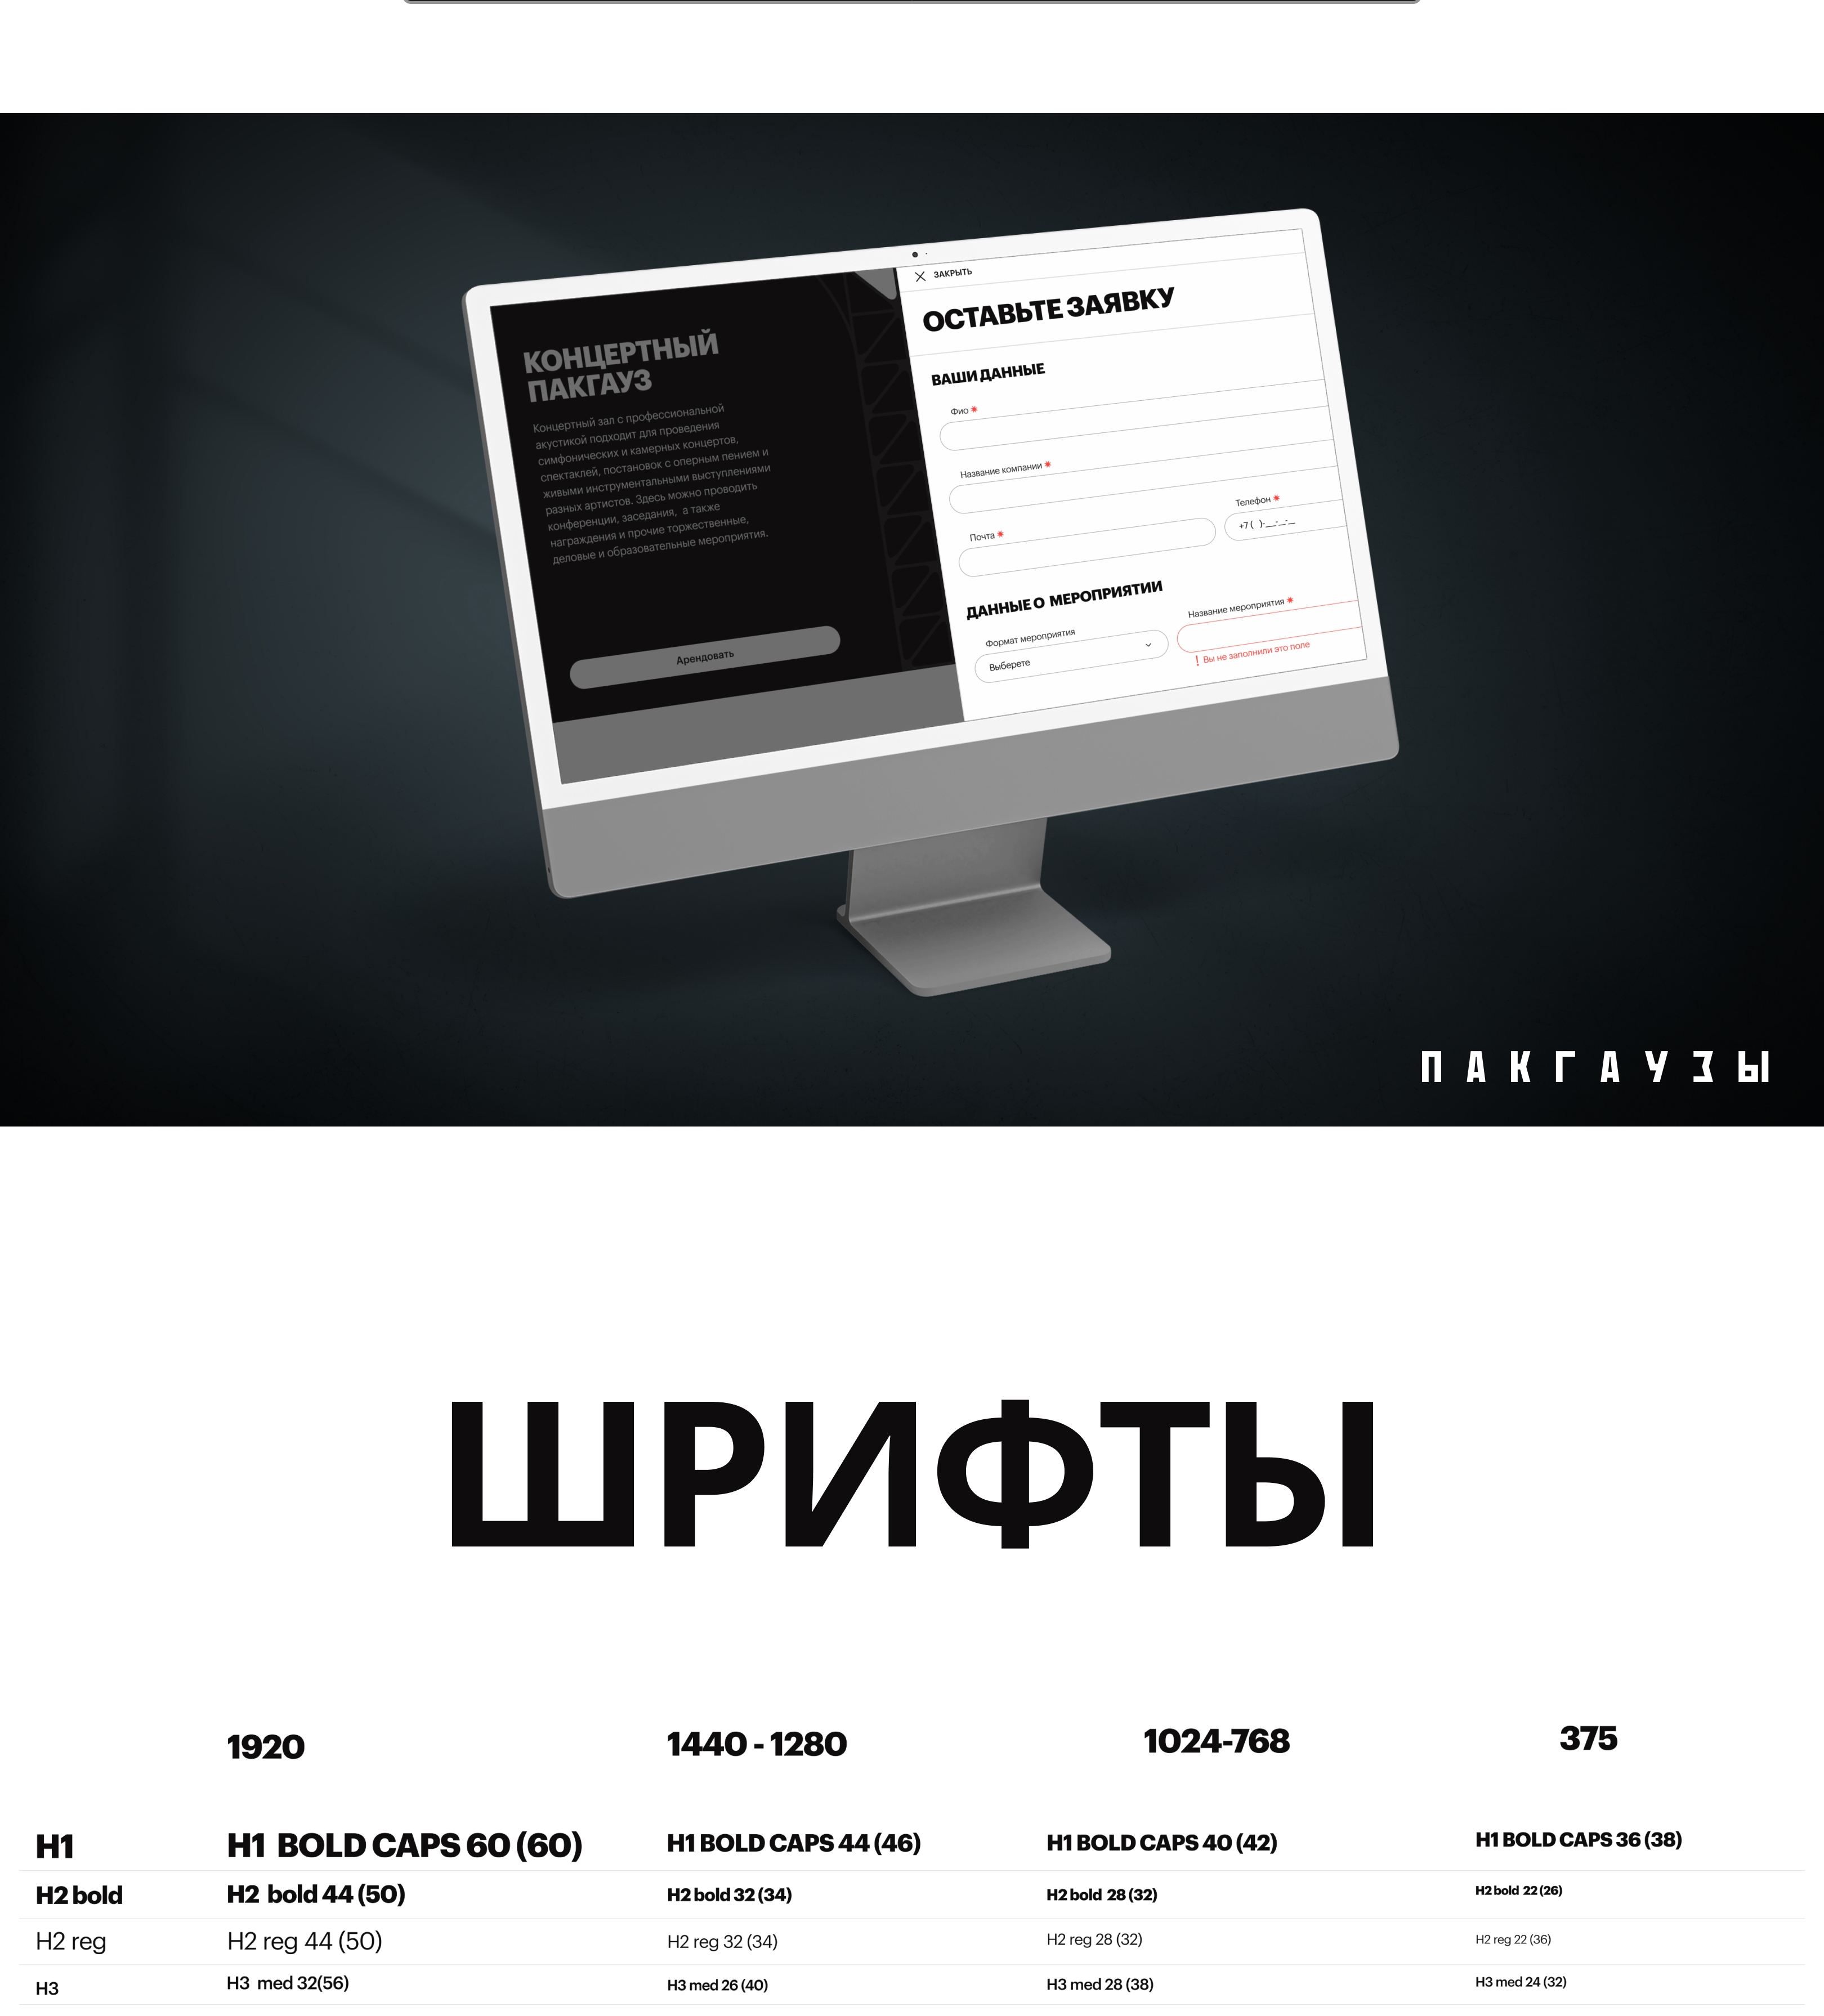 КОНЦЕРТНЫЙ
ПАКГАУЗ
Концертный зал с профессиональной
акустикой подходит для проведения
симфонических и камерных концертов,
спектаклей, постановок с оперным пением и
живыми инструментальными выступлениями
разных артистов. Здесь можно проводить
конференции, заседания, а также
награждения и прочие торжественные,
деловые и образовательные мероприятия.
Арендовать
ЗАКРЫТЬ
ОСТАВЬТЕ ЗАЯВКУ
ВАШИ ДАННЫЕ
Фио *
Название компании *
Почта *
Телефон *
+7 ( )-__-__-__
ДАННЫЕ О МЕРОПРИЯТИИ
Формат мероприятия
Выберете
Название мероприятия *
! Вы не заполнили это поле
ПАКГАУЗЫ
ШРИФТЫ
1920 1440 - 1280 1024-768 375
H1 H1 BOLD CAPS 60 (60) H1 BOLD CAPS 44 (46) H1 BOLD CAPS 40 (42) H1 BOLD CAPS 36 (38)
H2 bold H2 bold 44 (50) H2 bold 32 (34) H2 bold 28 (32) H2 bold 22 (26)
H2 reg H2 reg 44 (50) H2 reg 32 (34) H2 reg 28 (32) H2 reg 22 (36)
H3 H3 med 32(56) H3 med 26 (40) H3 med 28 (38) H3 med 24 (32)